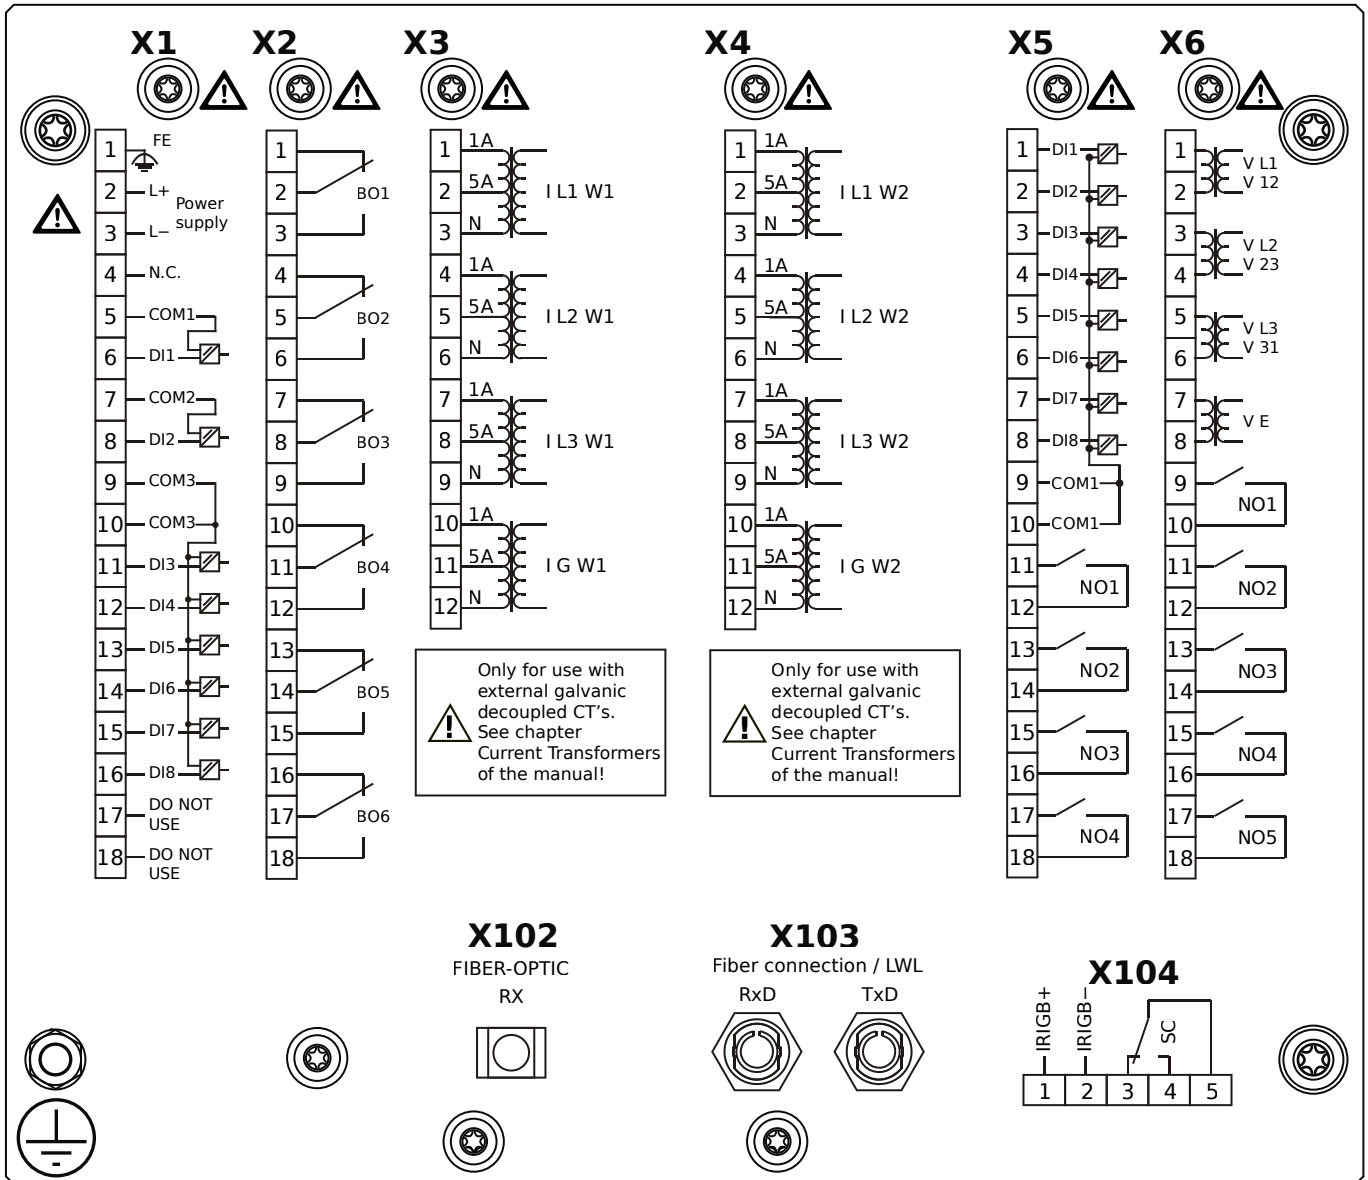 X1
1 FE
2 L+ Power
supply
3 L−
4 N.C.
5 COM1
6 DI1
7 COM2
8 DI2
9 COM3
10 COM3
11 DI3
12 DI4
13 DI5
14 DI6
15 DI7
16 DI8
17 DO NOT
USE
18 DO NOT
USE
X2
1
2 BO1
3
4
5 BO2
6
7
8 BO3
9
10
11 BO4
12
13
14 BO5
15
16
17 BO6
18
X3
1 1A
2 5A I L1 W1
3 N
4 1A
5 5A I L2 W1
6 N
7 1A
8 5A I L3 W1
9 N
10 1A
11 5A I G W1
12 N
Only for use with
external galvanic
decoupled CT's.
See chapter
Current Transformers
of the manual!
X4
1 1A
2 5A I L1 W2
3 N
4 1A
5 5A I L2 W2
6 N
7 1A
8 5A I L3 W2
9 N
10 1A
11 5A I G W2
12 N
Only for use with
external galvanic
decoupled CT's.
See chapter
Current Transformers
of the manual!
X5
1 DI1
2 DI2
3 DI3
4 DI4
5 DI5
6 DI6
7 DI7
8 DI8
9 COM1
10 COM1
11
NO1
12
13
NO2
14
15
NO3
16
17
NO4
18
X6
1 V L1
2 V 12
3 V L2
4 V 23
5 V L3
6 V 31
7
V E
8
9
NO1
10
11
NO2
12
13
NO3
14
15
NO4
16
17
NO5
18
X102
FIBER-OPTIC
RX
X103
Fiber connection / LWL
RxD TxD
X104
IRIGB+
IRIGB−
SC
1 2 3 4 5